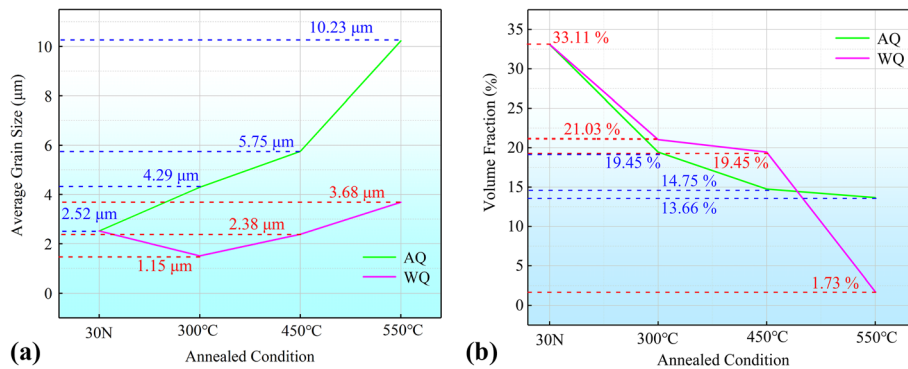 10.23 μm
5.75 μm
4.29 μm
3.68 μm
2.52 μm
2.38 μm
1.15 μm
AQ
WQ
10
8
6
4
2
0
Average Grain Size (μm)
30N
300℃
450℃
550℃
Annealed Condition
(a)
33.11 %
AQ
WQ
21.03 %
19.45 %
19.45 %
14.75 %
13.66 %
1.73 %
35
30
25
20
15
10
5
0
Volume Fraction (%)
30N
300℃
450℃
550℃
Annealed Condition
(b)